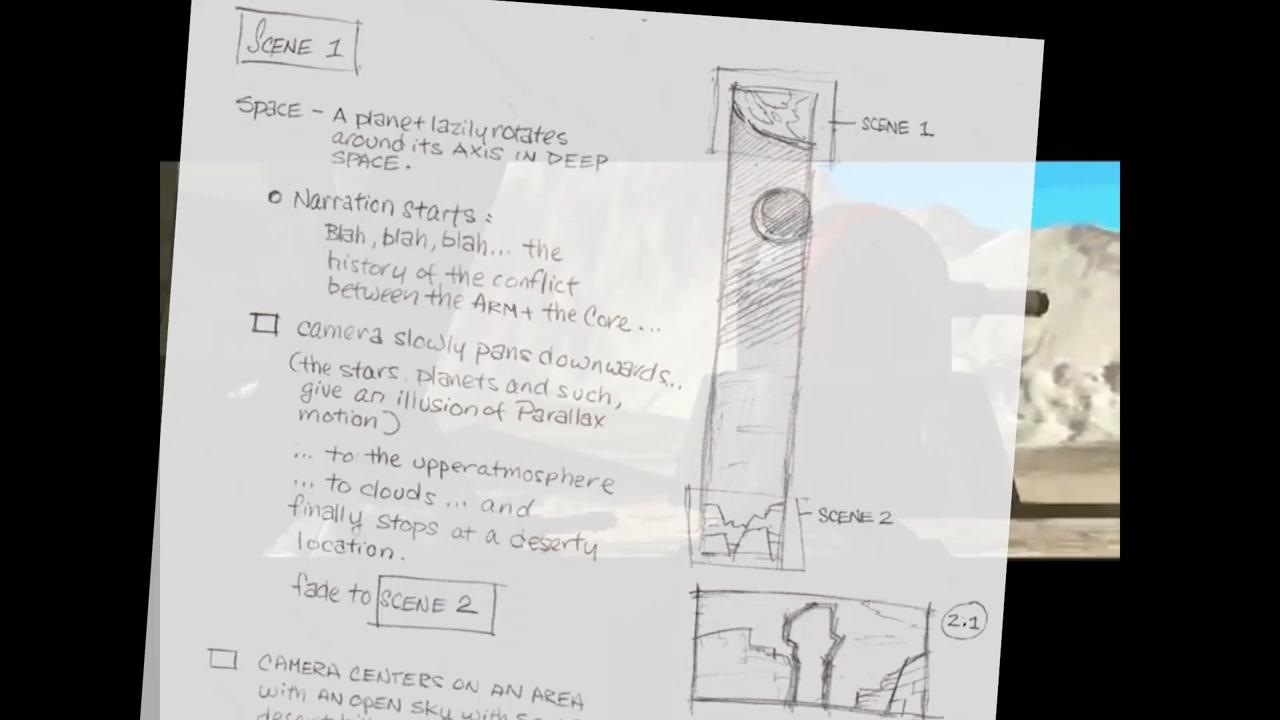 SCENE 1
Space - A planet lazily rotates
around its AXIS IN DEEP
SPACE.
Narration starts:
Blah, blah, blah... the
history of the conflict
between the ARM + the Core...
camera slowly pans downwards..
(the stars, planets and such,
give an illusion of Parallax
motion)
... to the upper atmosphere
... to clouds ... and
finally stops at a deserty
location.
fade to SCENE 2
CAMERA CENTERS ON AN AREA
with AN OPEN SKY with
SCENE 1
SCENE 2
2.1